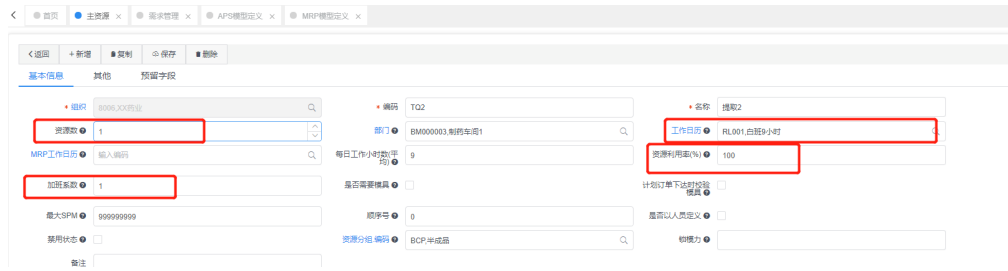 首页 主资源 × 需求管理 × APS模型定义 × MRP模型定义 ×
返回 +新增 复制 保存 删除
基本信息 其他 预留字段
* 组织 8006,XX药业 * 编码 TQ2 * 名称 提取2
资源数 1 部门 BM000003,制药车间1 工作日历 RL001,白班9小时
MRP工作日历 输入编码 每日工作小时数(平均) 9 资源利用率(%) 100
加班系数 1 是否需要模具 计划订单下达时校验模具
最大SPM 999999999 顺序号 0 是否以人员定义
禁用状态 资源分组.编码 BCP,半成品 物模力
备注